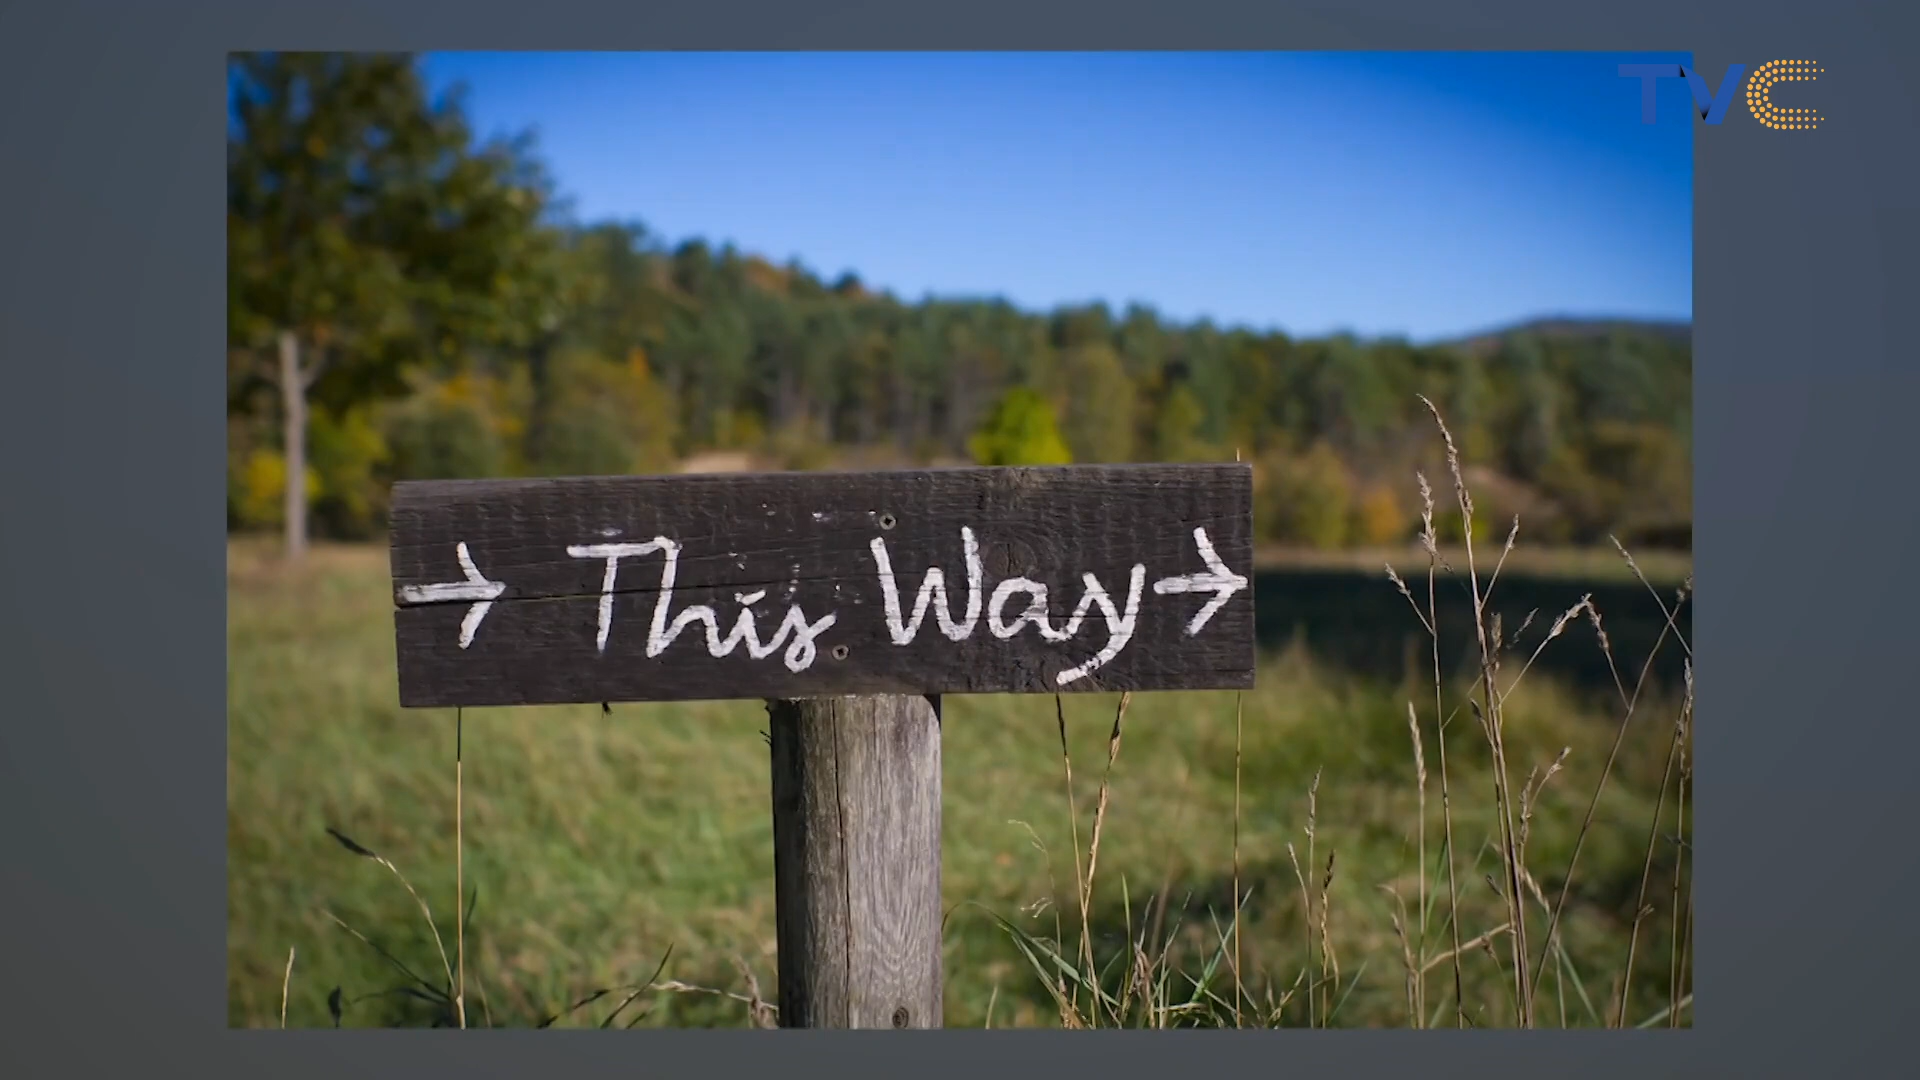 TVC
→ This Way →